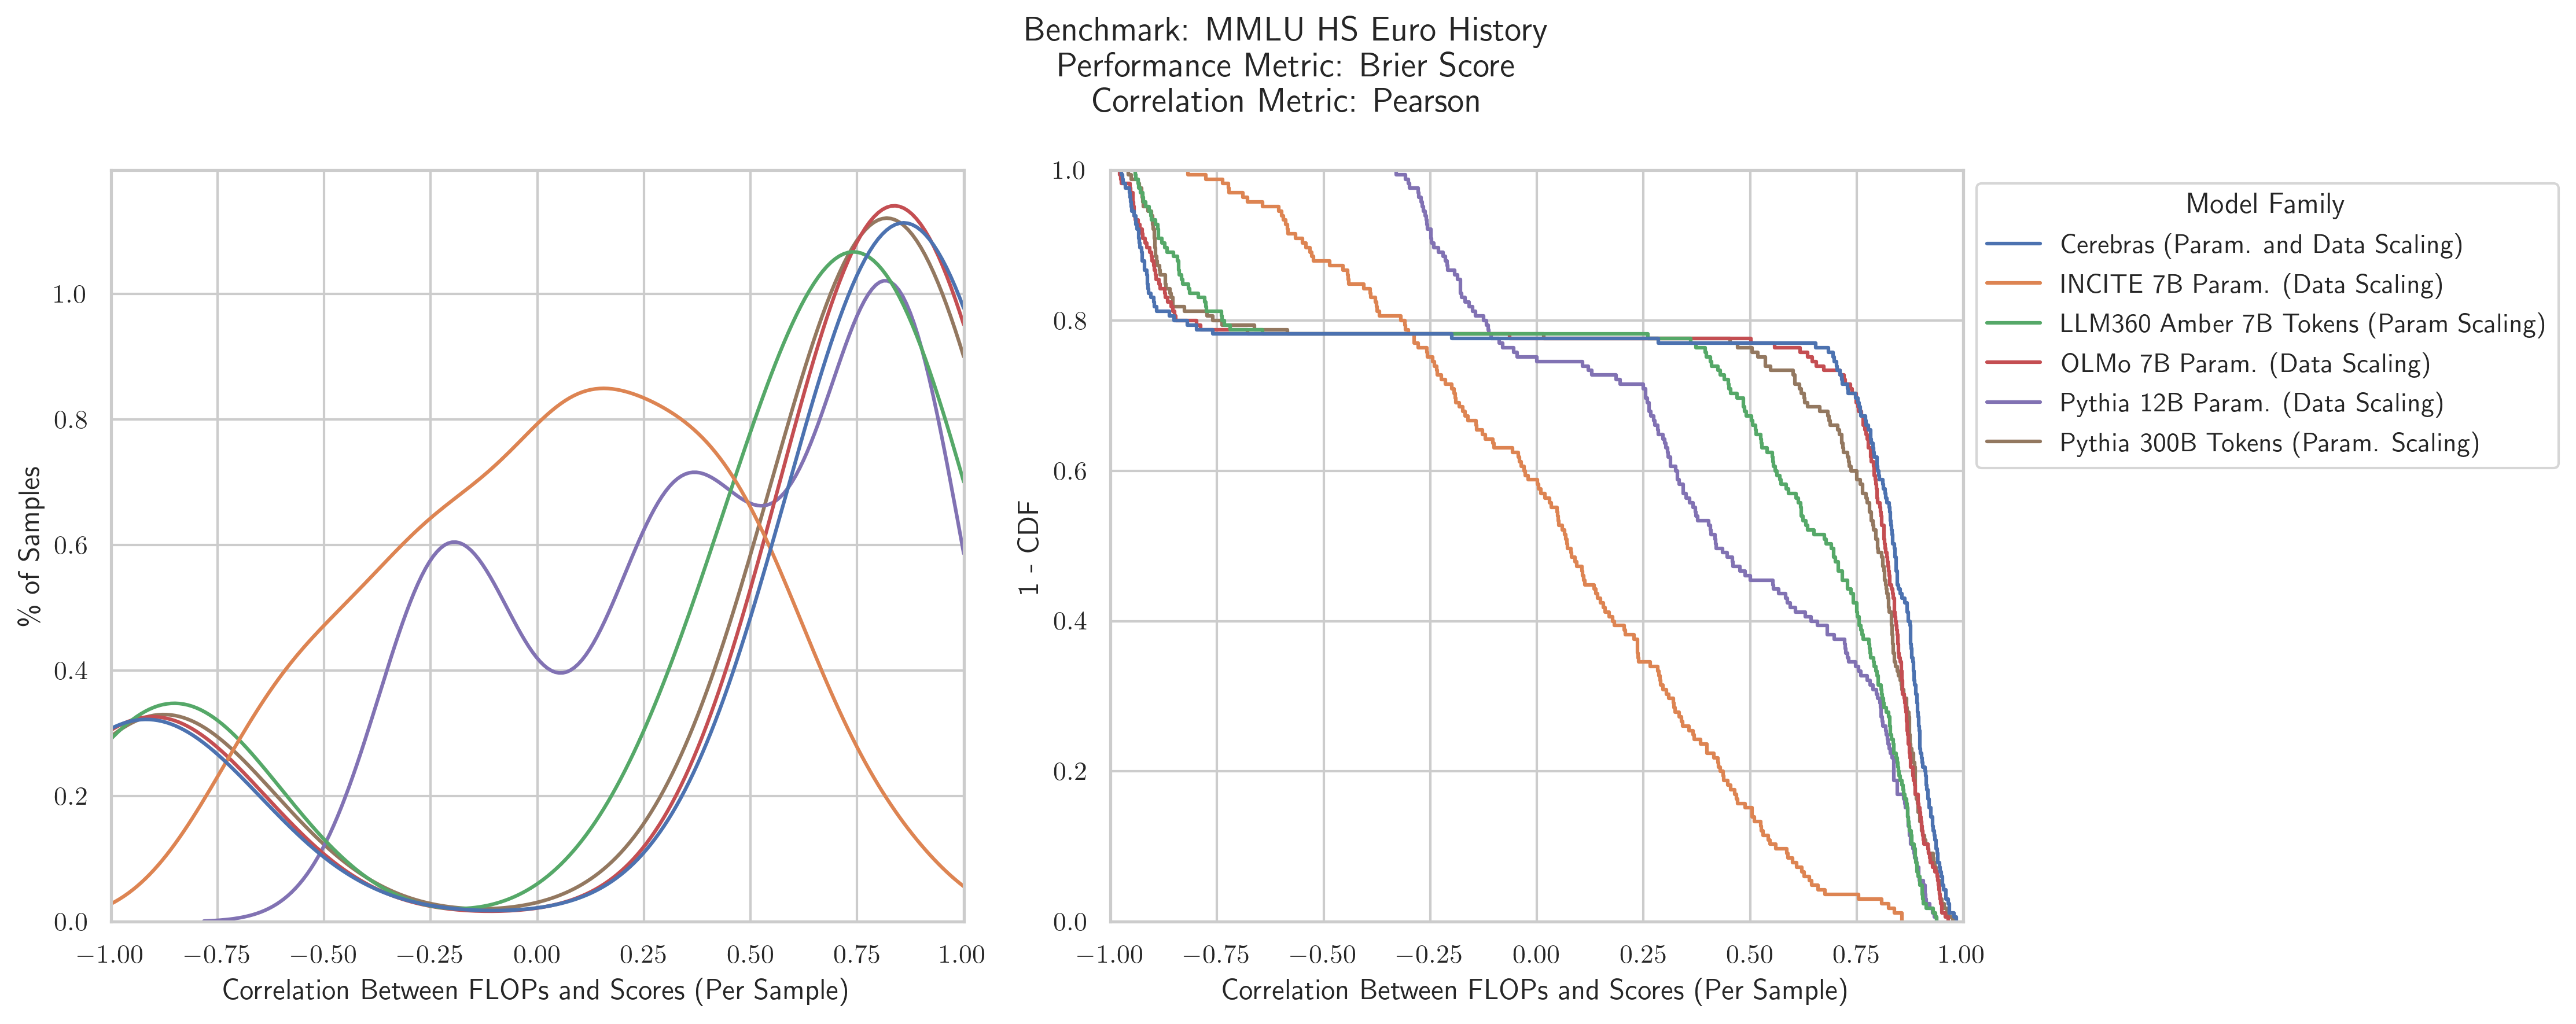 Benchmark: MMLU HS Euro History
Performance Metric: Brier Score
Correlation Metric: Pearson
% of Samples
1.0
0.8
0.6
0.4
0.2
0.0
−1.00 −0.75 −0.50 −0.25 0.00 0.25 0.50 0.75 1.00
Correlation Between FLOPs and Scores (Per Sample)
1 - CDF
1.0
0.8
0.6
0.4
0.2
0.0
−1.00 −0.75 −0.50 −0.25 0.00 0.25 0.50 0.75 1.00
Correlation Between FLOPs and Scores (Per Sample)
Model Family
Cerebras (Param. and Data Scaling)
INCITE 7B Param. (Data Scaling)
LLM360 Amber 7B Tokens (Param Scaling)
OLMo 7B Param. (Data Scaling)
Pythia 12B Param. (Data Scaling)
Pythia 300B Tokens (Param. Scaling)